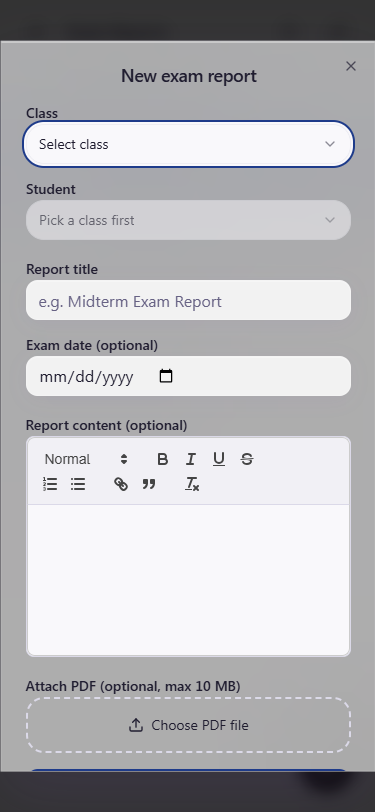 New exam report
Class
Select class
Student
Pick a class first
Report title
e.g. Midterm Exam Report
Exam date (optional)
mm/dd/yyyy
Report content (optional)
Normal B I U S
Attach PDF (optional, max 10 MB)
Choose PDF file